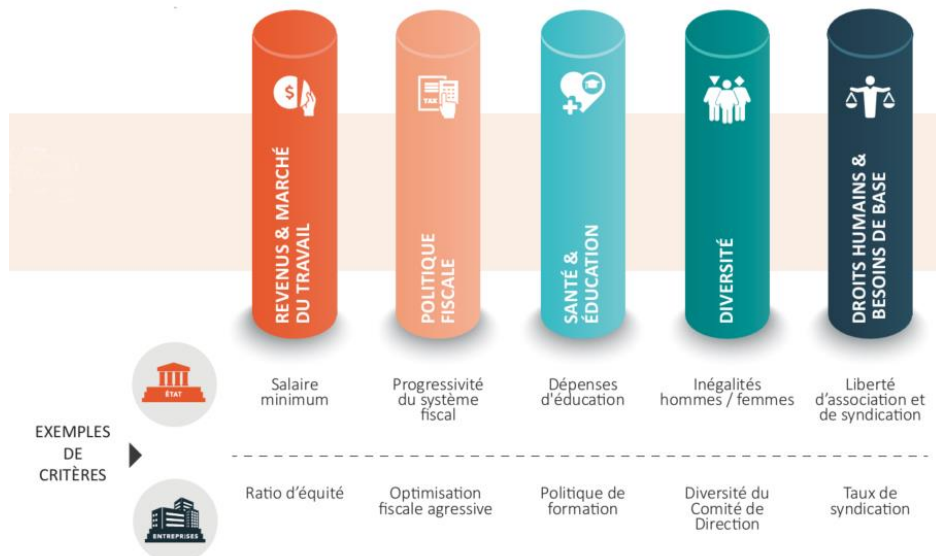 $
TAX
REVENUS & MARCHÉ
DU TRAVAIL
POLITIQUE
FISCALE
SANTÉ &
ÉDUCATION
DIVERSITÉ
DROITS HUMAINS &
BESOINS DE BASE
ÉTAT
Salaire
minimum
Progressivité
du système
fiscal
Dépenses
d'éducation
Inégalités
hommes / femmes
Liberté
d'association et
de syndication
EXEMPLES
DE
CRITÈRES
ENTREPRISES
Ratio d'équité
Optimisation
fiscale agressive
Politique de
formation
Diversité du
Comité de
Direction
Taux de
syndication